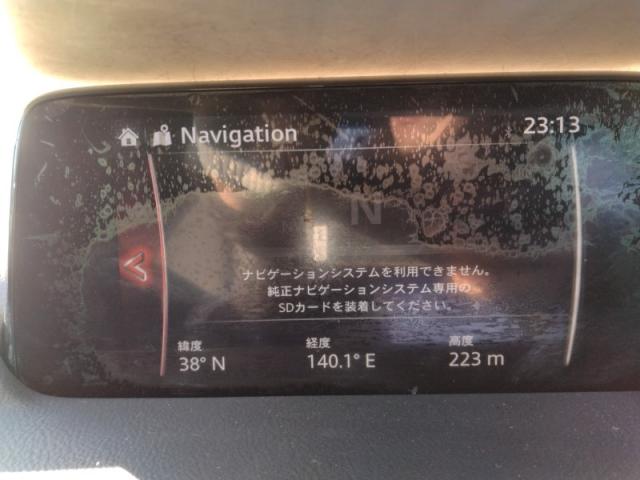 Navigation 23:13
N
ナビゲーションシステムを利用できません。
純正ナビゲーションシステム専用の
SDカードを装着してください。
緯度 経度 高度
38° N 140.1° E 223 m